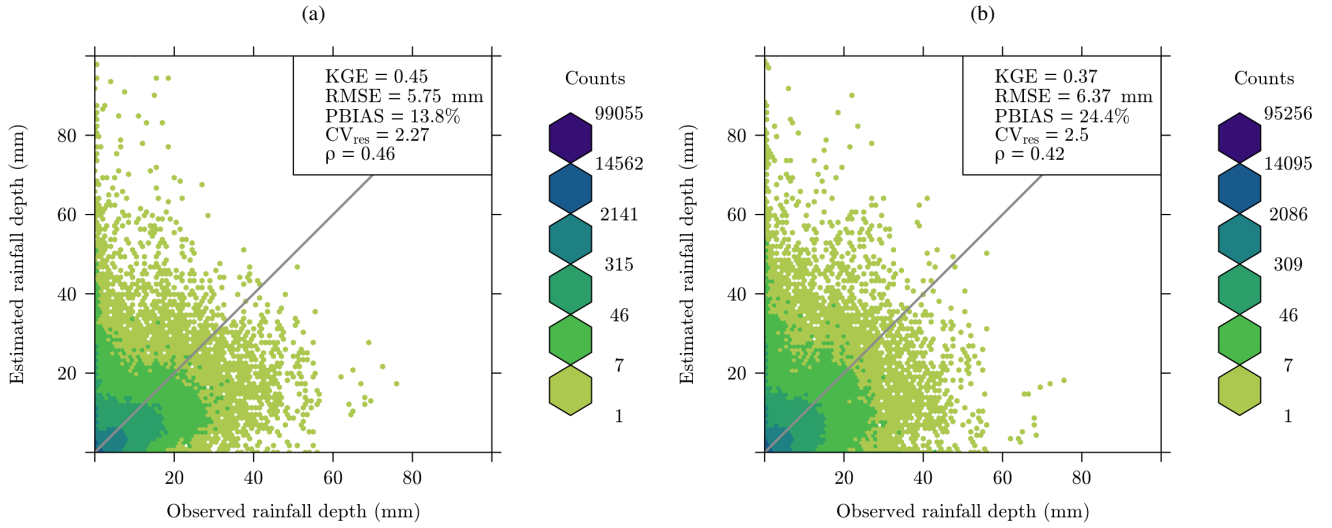 (a)
KGE = 0.45
RMSE = 5.75 mm
PBIAS = 13.8%
CVres = 2.27
ρ = 0.46
Estimated rainfall depth (mm)
80
60
40
20
20
40
60
80
Observed rainfall depth (mm)
Counts
99055
14562
2141
315
46
7
1
(b)
KGE = 0.37
RMSE = 6.37 mm
PBIAS = 24.4%
CVres = 2.5
ρ = 0.42
Estimated rainfall depth (mm)
80
60
40
20
20
40
60
80
Observed rainfall depth (mm)
Counts
95256
14095
2086
309
46
7
1